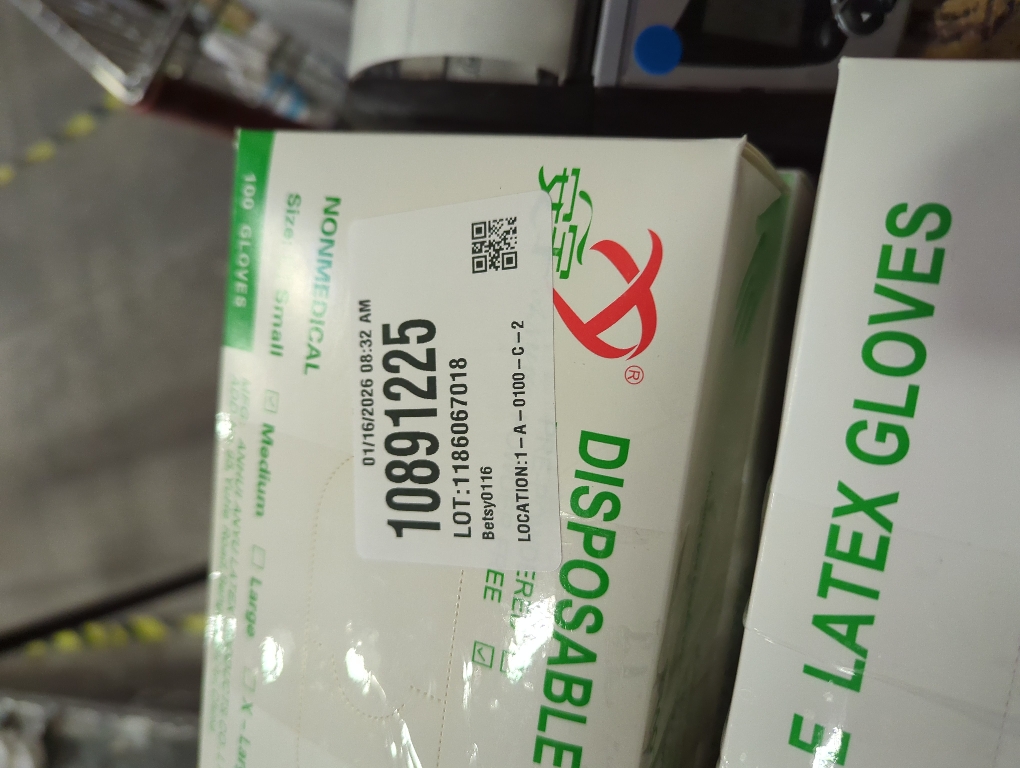 100 GLOVES
NONMEDICAL
Size: Small
Medium
Large
01/16/2026 08:32 AM
10891225
LOT:1186067018
Betsy0116
LOCATION:1-A-0100-C-2
®
DISPOSABLE
LATEX GLOVES